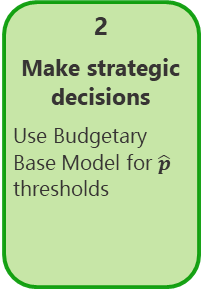 2
Make strategic
decisions
Use Budgetary
Base Model for p̂
thresholds